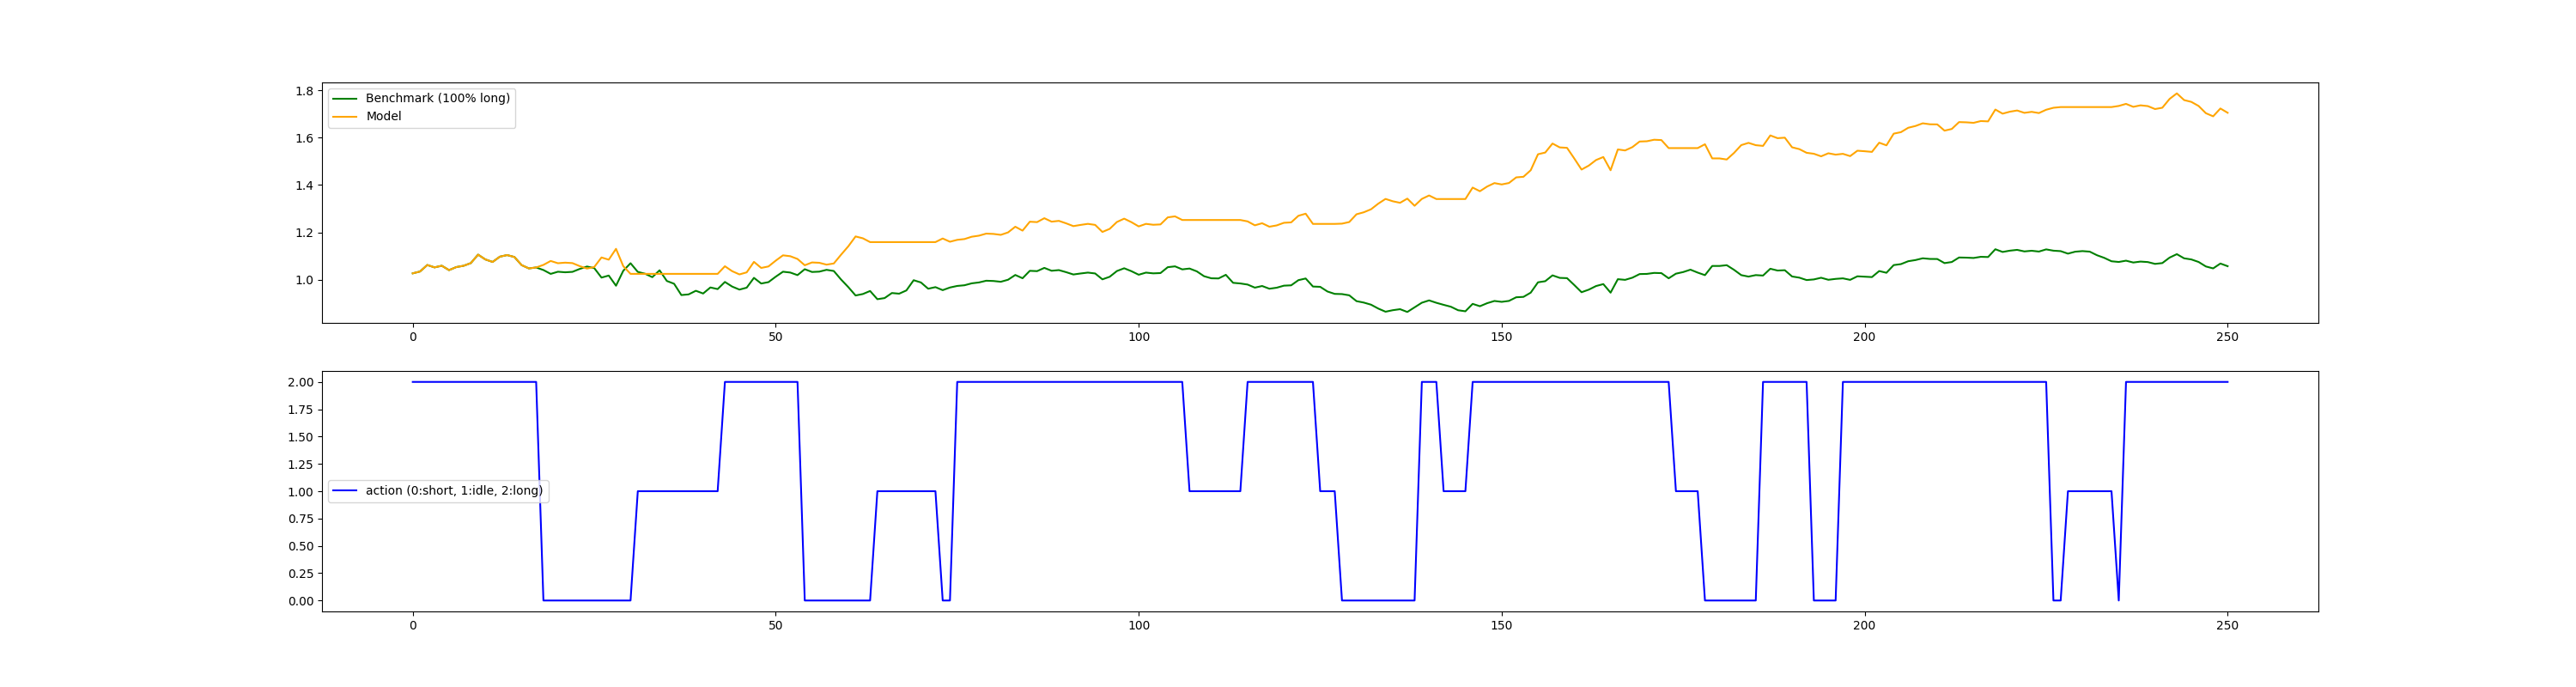 1.8
1.6
1.4
1.2
1.0
Benchmark (100% long)
Model
0 50 100 150 200 250
2.00
1.75
1.50
1.25
1.00
0.75
0.50
0.25
0.00
action (0:short, 1:idle, 2:long)
0 50 100 150 200 250